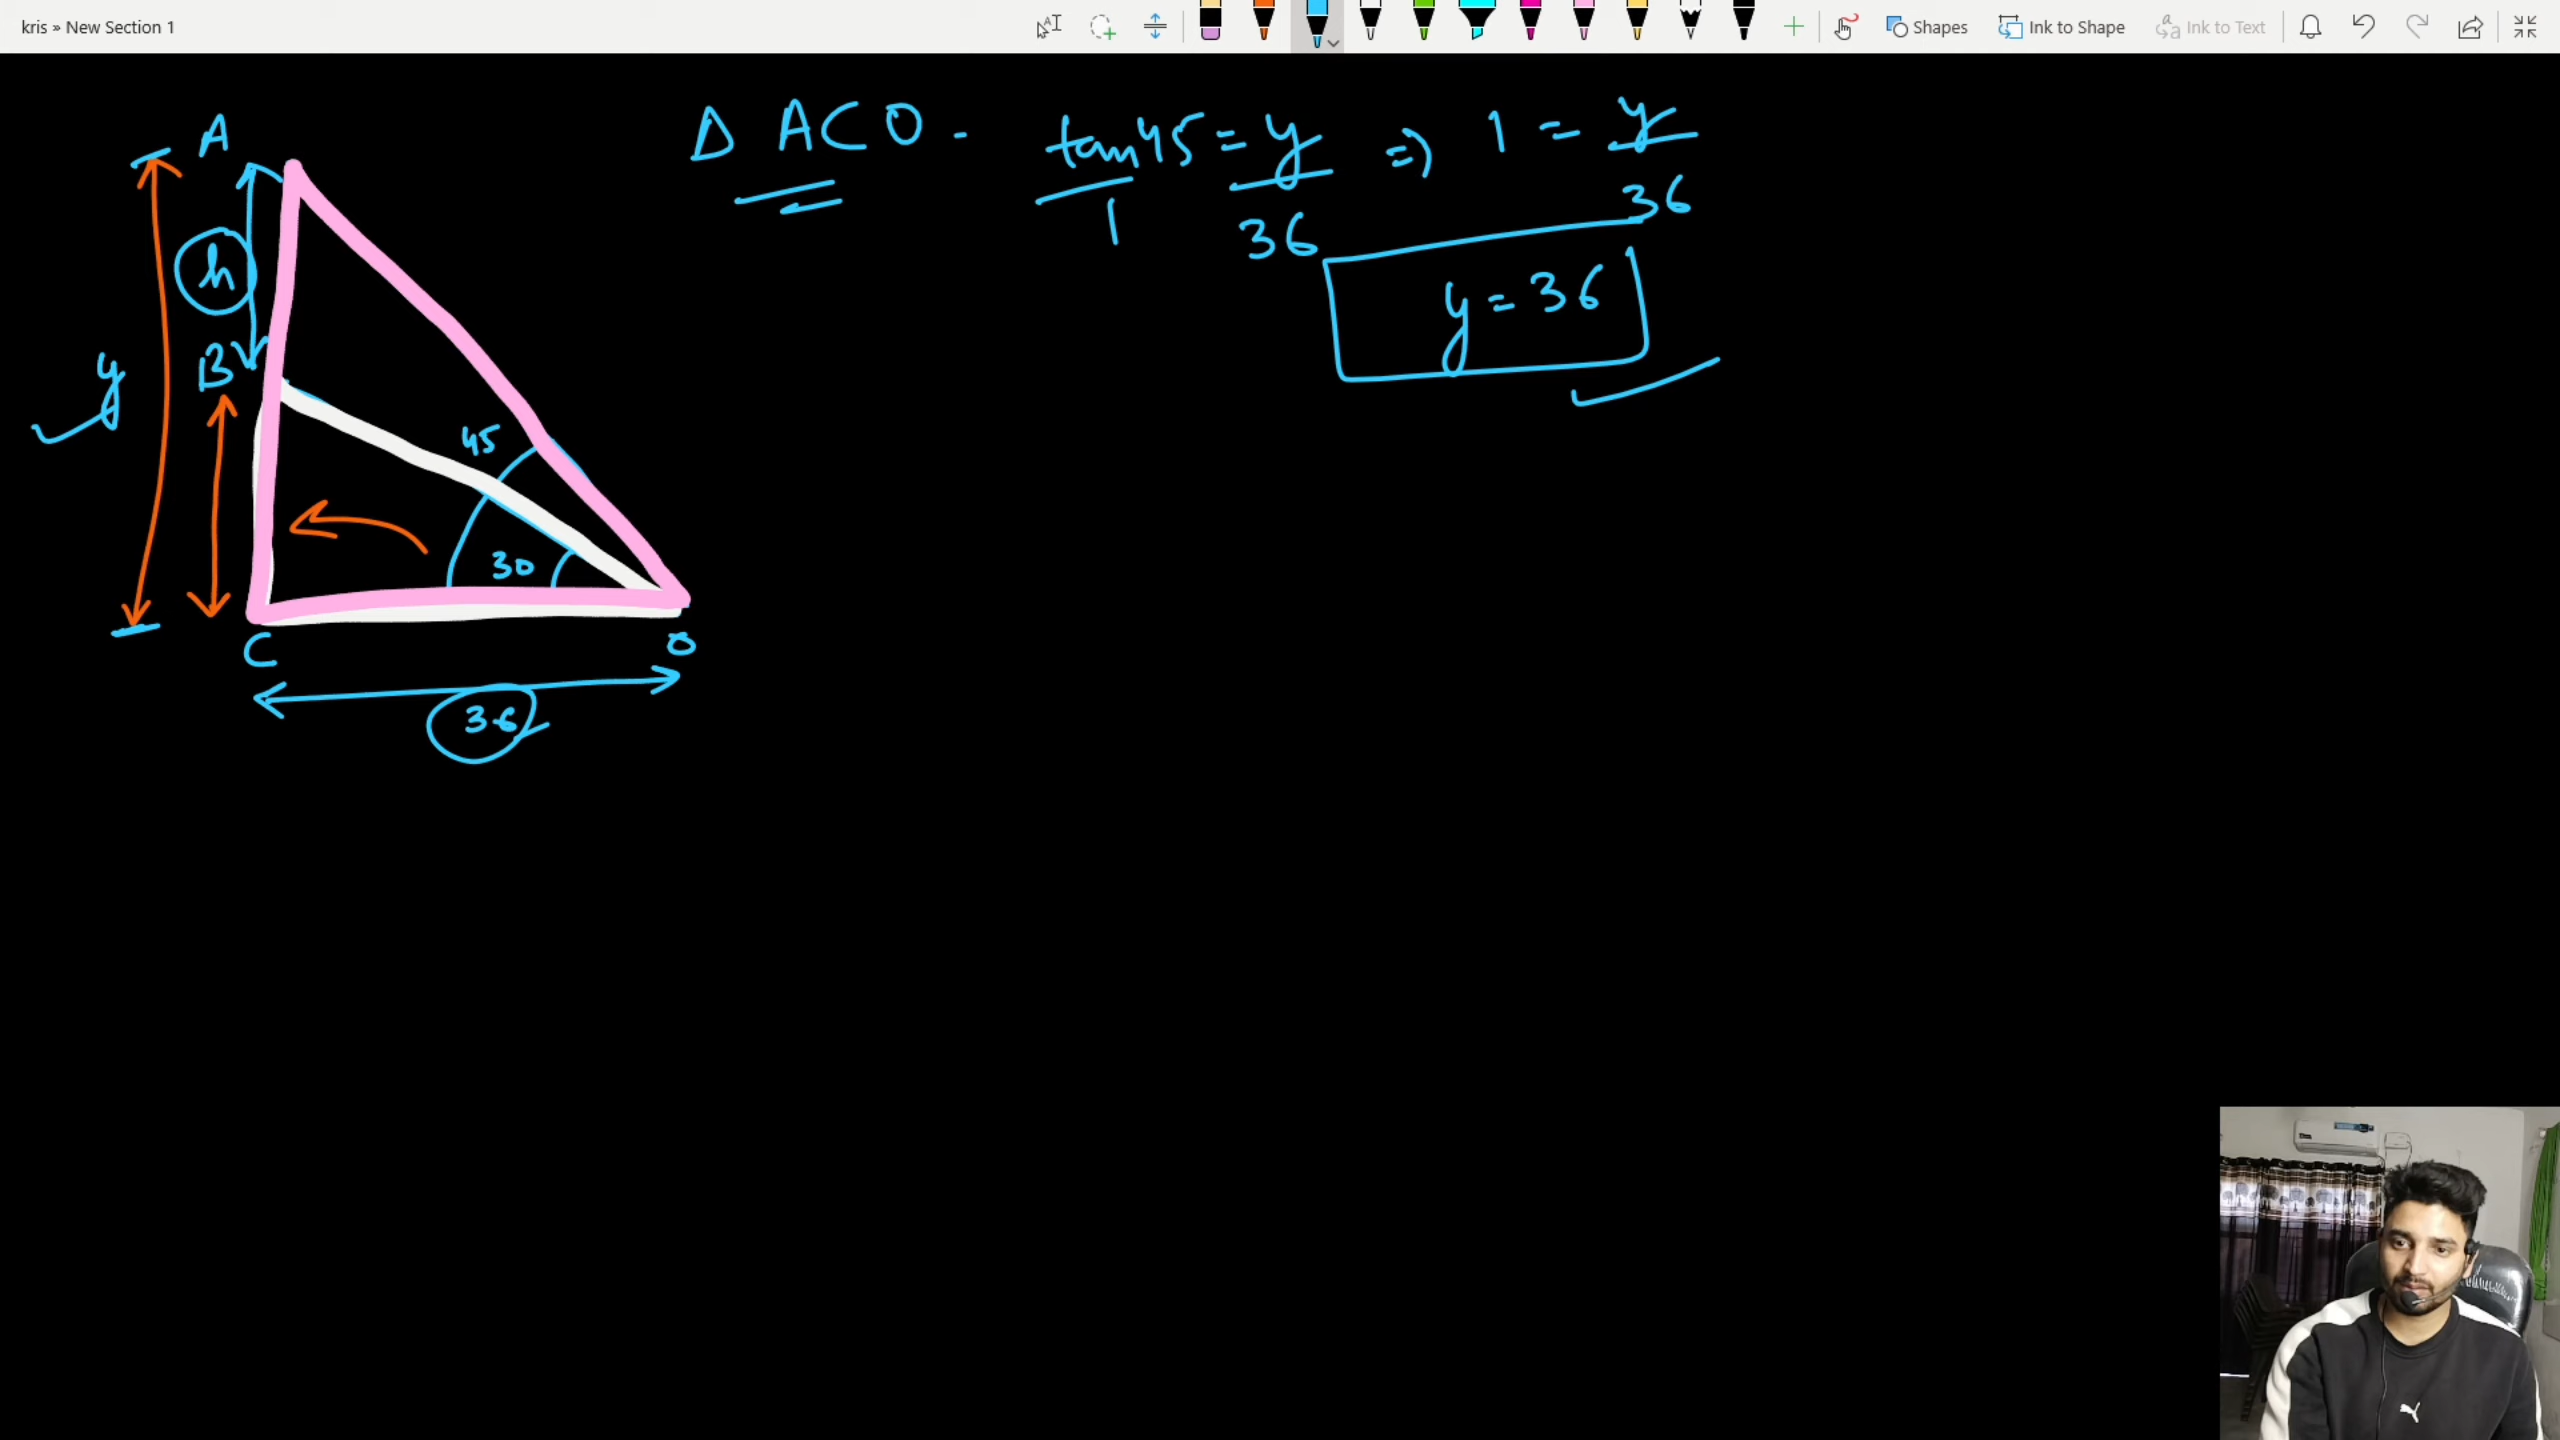 kris » New Section 1
Shapes
Ink to Shape
Ink to Text
Δ ACO - tan45 = y/36 ⇒ 1 = y/36
1
y = 36
A
h
B
y
45
30
C
O
36